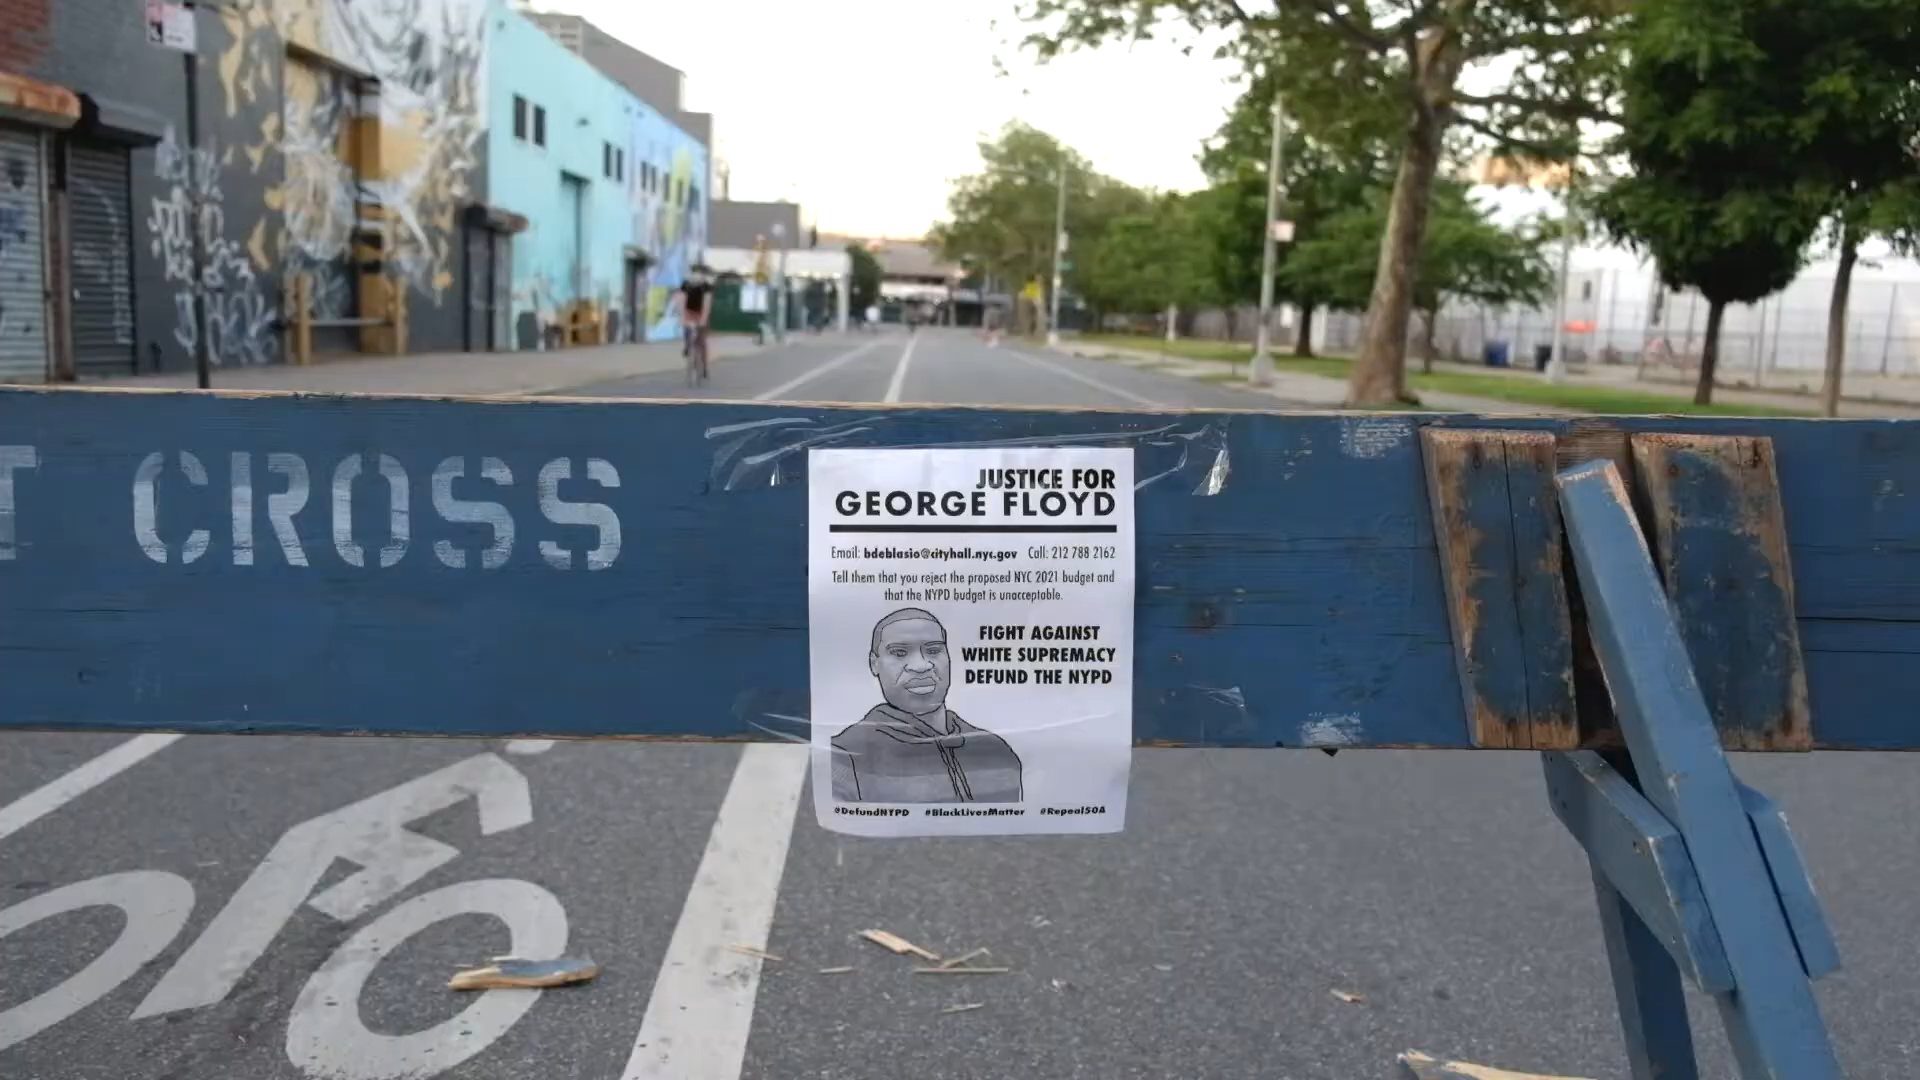 CROSS
JUSTICE FOR
GEORGE FLOYD
Email: bdeblasio@cityhall.nyc.gov Call: 212 788 2162
Tell them that you reject the proposed NYC 2021 budget and
that the NYPD budget is unacceptable.
FIGHT AGAINST
WHITE SUPREMACY
DEFUND THE NYPD
#DefundNYPD #BlackLivesMatter #Repeal50A